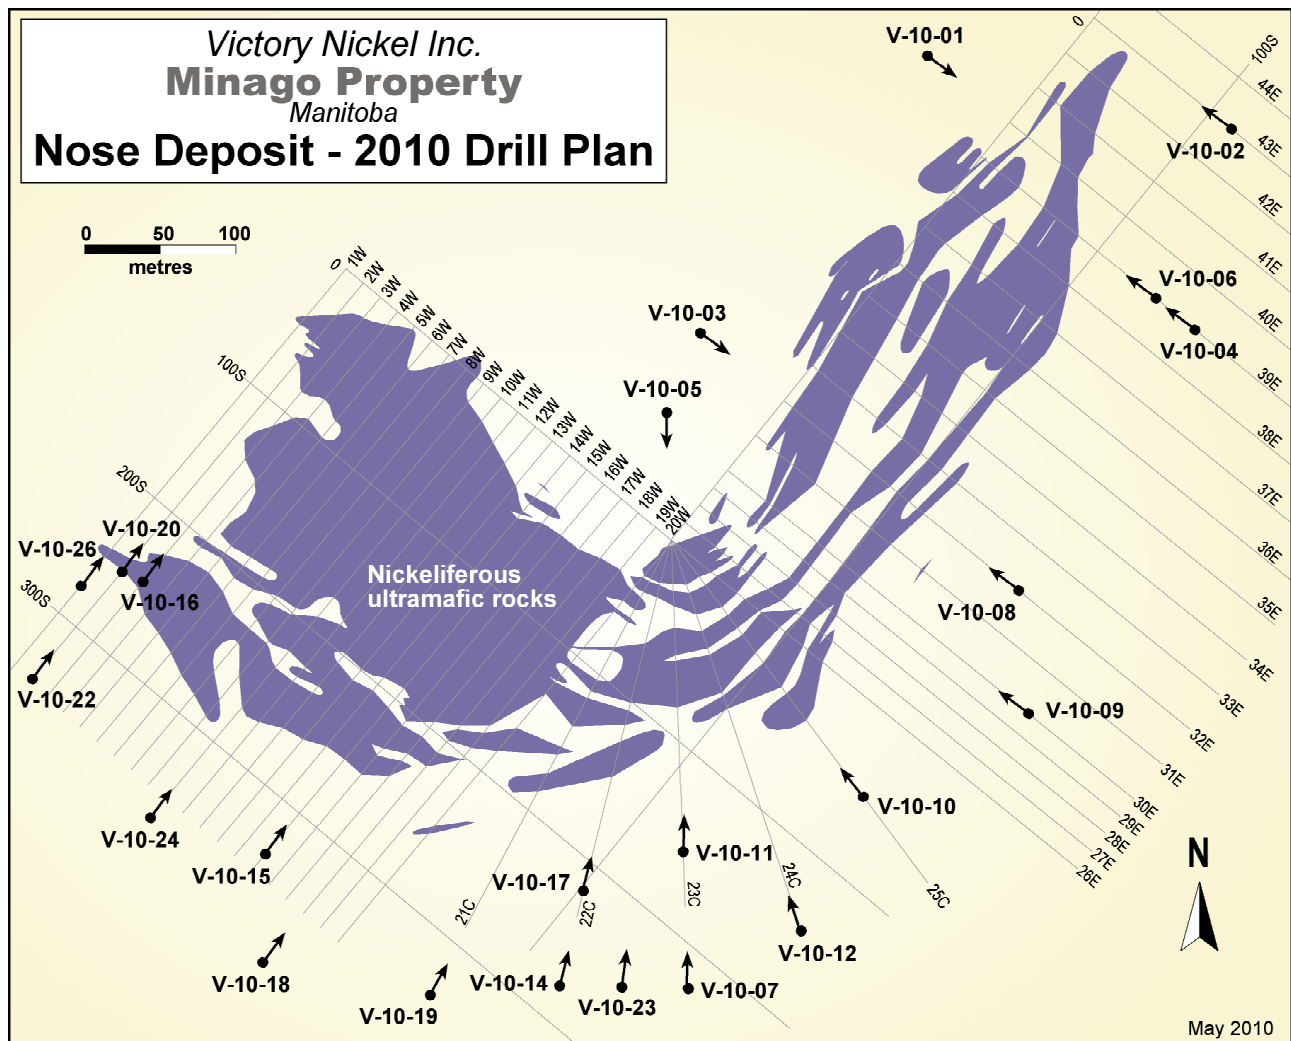 Victory Nickel Inc.
Minago Property
Manitoba
Nose Deposit - 2010 Drill Plan
0 50 100
metres
V-10-01
V-10-02
V-10-03
V-10-05
V-10-06
V-10-04
V-10-20
V-10-26
V-10-16
V-10-22
V-10-08
V-10-09
V-10-10
V-10-24
V-10-15
V-10-11
V-10-17
V-10-12
V-10-18
V-10-14
V-10-23
V-10-07
V-10-19
Nickeliferous
ultramafic rocks
0
100S
200S
300S
1W
2W
3W
4W
5W
6W
7W
8W
9W
10W
11W
12W
13W
14W
15W
16W
17W
18W
19W
20W
21C
22C
23C
24C
25C
26E
27E
28E
29E
30E
31E
32E
33E
34E
35E
36E
37E
38E
39E
40E
41E
42E
43E
44E
0
100S
N
May 2010